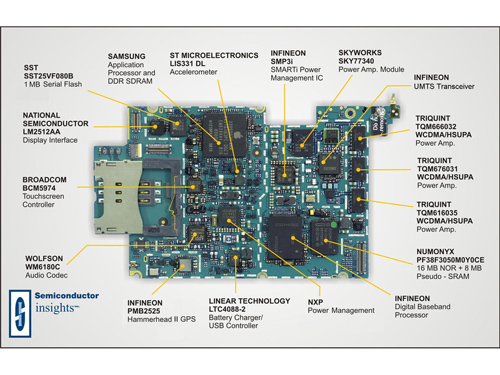 SST
SST25VF080B
1 MB Serial Flash
SAMSUNG
Application
Processor and
DDR SDRAM
ST MICROELECTRONICS
LIS331 DL
Accelerometer
INFINEON
SMP3i
SMARTi Power
Management IC
SKYWORKS
SKY77340
Power Amp. Module
INFINEON
UMTS Transceiver
NATIONAL
SEMICONDUCTOR
LM2512AA
Display Interface
TRIQUINT
TQM666032
WCDMA/HSUPA
Power Amp.
BROADCOM
BCM5974
Touchscreen
Controller
TRIQUINT
TQM676031
WCDMA/HSUPA
Power Amp.
TRIQUINT
TQM616035
WCDMA/HSUPA
Power Amp.
WOLFSON
WM6180C
Audio Codec
NUMONYX
PF38F3050M0Y0CE
16 MB NOR + 8 MB
Pseudo - SRAM
INFINEON
PMB2525
Hammerhead II GPS
LINEAR TECHNOLOGY
LTC4088-2
Battery Charger/
USB Controller
NXP
Power Management
INFINEON
Digital Baseband
Processor
Semiconductor
insights